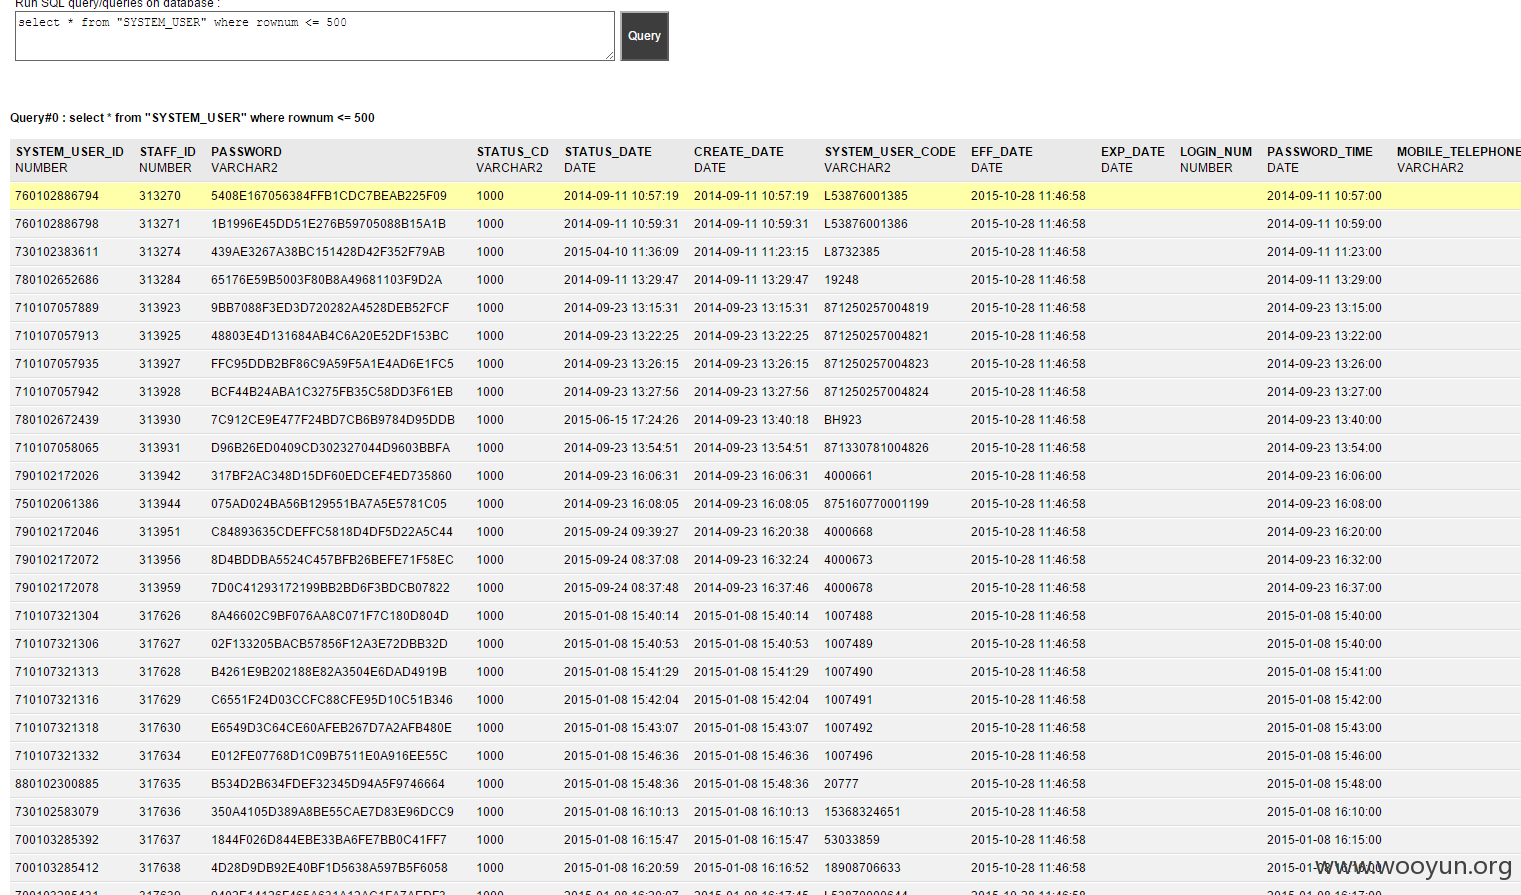 Run SQL query/queries on database :
select * from "SYSTEM_USER" where rownum <= 500
Query
Query#0 : select * from "SYSTEM_USER" where rownum <= 500
SYSTEM_USER_ID STAFF_ID PASSWORD STATUS_CD STATUS_DATE CREATE_DATE SYSTEM_USER_CODE EFF_DATE EXP_DATE LOGIN_NUM PASSWORD_TIME MOBILE_TELEPHONE
NUMBER NUMBER VARCHAR2 VARCHAR2 DATE DATE VARCHAR2 DATE DATE NUMBER DATE VARCHAR2
760102886794 313270 5408E167056384FFB1CDC7BEAB225F09 1000 2014-09-11 10:57:19 2014-09-11 10:57:19 L53876001385 2015-10-28 11:46:58 2014-09-11 10:57:00
760102886798 313271 1B1996E45DD51E276B59705088B15A1B 1000 2014-09-11 10:59:31 2014-09-11 10:59:31 L53876001386 2015-10-28 11:46:58 2014-09-11 10:59:00
730102383611 313274 439AE3267A38BC151428D42F352F79AB 1000 2015-04-10 11:36:09 2014-09-11 11:23:15 L8732385 2015-10-28 11:46:58 2014-09-11 11:23:00
780102652686 313284 65176E59B5003F80B8A49681103F9D2A 1000 2014-09-11 13:29:47 2014-09-11 13:29:47 19248 2015-10-28 11:46:58 2014-09-11 13:29:00
710107057889 313923 9BB7088F3ED3D720282A4528DEB52FCF 1000 2014-09-23 13:15:31 2014-09-23 13:15:31 871250257004819 2015-10-28 11:46:58 2014-09-23 13:15:00
710107057913 313925 48803E4D131684AB4C6A20E52DF153BC 1000 2014-09-23 13:22:25 2014-09-23 13:22:25 871250257004821 2015-10-28 11:46:58 2014-09-23 13:22:00
710107057935 313927 FFC95DDB2BF86C9A59F5A1E4AD6E1FC5 1000 2014-09-23 13:26:15 2014-09-23 13:26:15 871250257004823 2015-10-28 11:46:58 2014-09-23 13:26:00
710107057942 313928 BCF44B24ABA1C3275FB35C58DD3F61EB 1000 2014-09-23 13:27:56 2014-09-23 13:27:56 871250257004824 2015-10-28 11:46:58 2014-09-23 13:27:00
780102672439 313930 7C912CE9E477F24BD7CB6B9784D95DDB 1000 2015-06-15 17:24:26 2014-09-23 13:40:18 BH923 2015-10-28 11:46:58 2014-09-23 13:40:00
710107058065 313931 D96B26ED0409CD302327044D9603BBFA 1000 2014-09-23 13:54:51 2014-09-23 13:54:51 871330781004826 2015-10-28 11:46:58 2014-09-23 13:54:00
790102172026 313942 317BF2AC348D15DF60EDCEF4ED735860 1000 2014-09-23 16:06:31 2014-09-23 16:06:31 4000661 2015-10-28 11:46:58 2014-09-23 16:06:00
750102061386 313944 075AD024BA56B129551BA7A5E5781C05 1000 2014-09-23 16:08:05 2014-09-23 16:08:05 875160770001199 2015-10-28 11:46:58 2014-09-23 16:08:00
790102172046 313951 C84893635CDEFFC5818D4DF5D22A5C44 1000 2015-09-24 09:39:27 2014-09-23 16:20:38 4000668 2015-10-28 11:46:58 2014-09-23 16:20:00
790102172072 313956 8D4BDDBA5524C457BFB26BEFE71F58EC 1000 2015-09-24 08:37:08 2014-09-23 16:32:24 4000673 2015-10-28 11:46:58 2014-09-23 16:32:00
790102172078 313959 7D0C41293172199BB2BD6F3BDCB07822 1000 2015-09-24 08:37:48 2014-09-23 16:37:46 4000678 2015-10-28 11:46:58 2014-09-23 16:37:00
710107321304 317626 8A46602C9BF076AA8C071F7C180D804D 1000 2015-01-08 15:40:14 2015-01-08 15:40:14 1007488 2015-10-28 11:46:58 2015-01-08 15:40:00
710107321306 317627 02F133205BACB57856F12A3E72DBB32D 1000 2015-01-08 15:40:53 2015-01-08 15:40:53 1007489 2015-10-28 11:46:58 2015-01-08 15:40:00
710107321313 317628 B4261E9B202188E82A3504E6DAD4919B 1000 2015-01-08 15:41:29 2015-01-08 15:41:29 1007490 2015-10-28 11:46:58 2015-01-08 15:41:00
710107321316 317629 C6551F24D03CCFC88CFE95D10C51B346 1000 2015-01-08 15:42:04 2015-01-08 15:42:04 1007491 2015-10-28 11:46:58 2015-01-08 15:42:00
710107321318 317630 E6549D3C64CE60AFEB267D7A2AFB480E 1000 2015-01-08 15:43:07 2015-01-08 15:43:07 1007492 2015-10-28 11:46:58 2015-01-08 15:43:00
710107321332 317634 E012FE07768D1C09B7511E0A916EE55C 1000 2015-01-08 15:46:36 2015-01-08 15:46:36 1007496 2015-10-28 11:46:58 2015-01-08 15:46:00
880102300885 317635 B534D2B634FDEF32345D94A5F9746664 1000 2015-01-08 15:48:36 2015-01-08 15:48:36 20777 2015-10-28 11:46:58 2015-01-08 15:48:00
730102583079 317636 350A4105D389A8BE55CAE7D83E96DCC9 1000 2015-01-08 16:10:13 2015-01-08 16:10:13 15368324651 2015-10-28 11:46:58 2015-01-08 16:10:00
700103285392 317637 1844F026D844EBE33BA6FE7BB0C41FF7 1000 2015-01-08 16:15:47 2015-01-08 16:15:47 53033859 2015-10-28 11:46:58 2015-01-08 16:15:00
700103285412 317638 4D28D9DB92E40BF1D5638A597B5F6058 1000 2015-01-08 16:20:59 2015-01-08 16:16:52 18908706633 2015-10-28 11:46:58 2015-01-08 16:16:00
www.wooyun.org